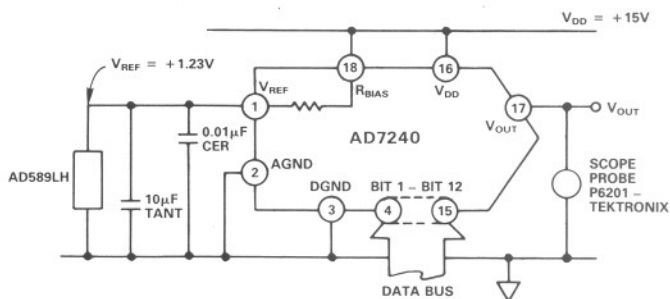 V_DD = +15V
V_REF = +1.23V
18
16
R_BIAS
V_DD
V_REF
1
17
V_OUT
V_OUT
0.01µF
CER
AD7240
2
AGND
AD589LH
10µF
TANT
DGND
3
BIT 1 – BIT 12
4
15
SCOPE
PROBE
P6201 –
TEKTRONIX
DATA BUS